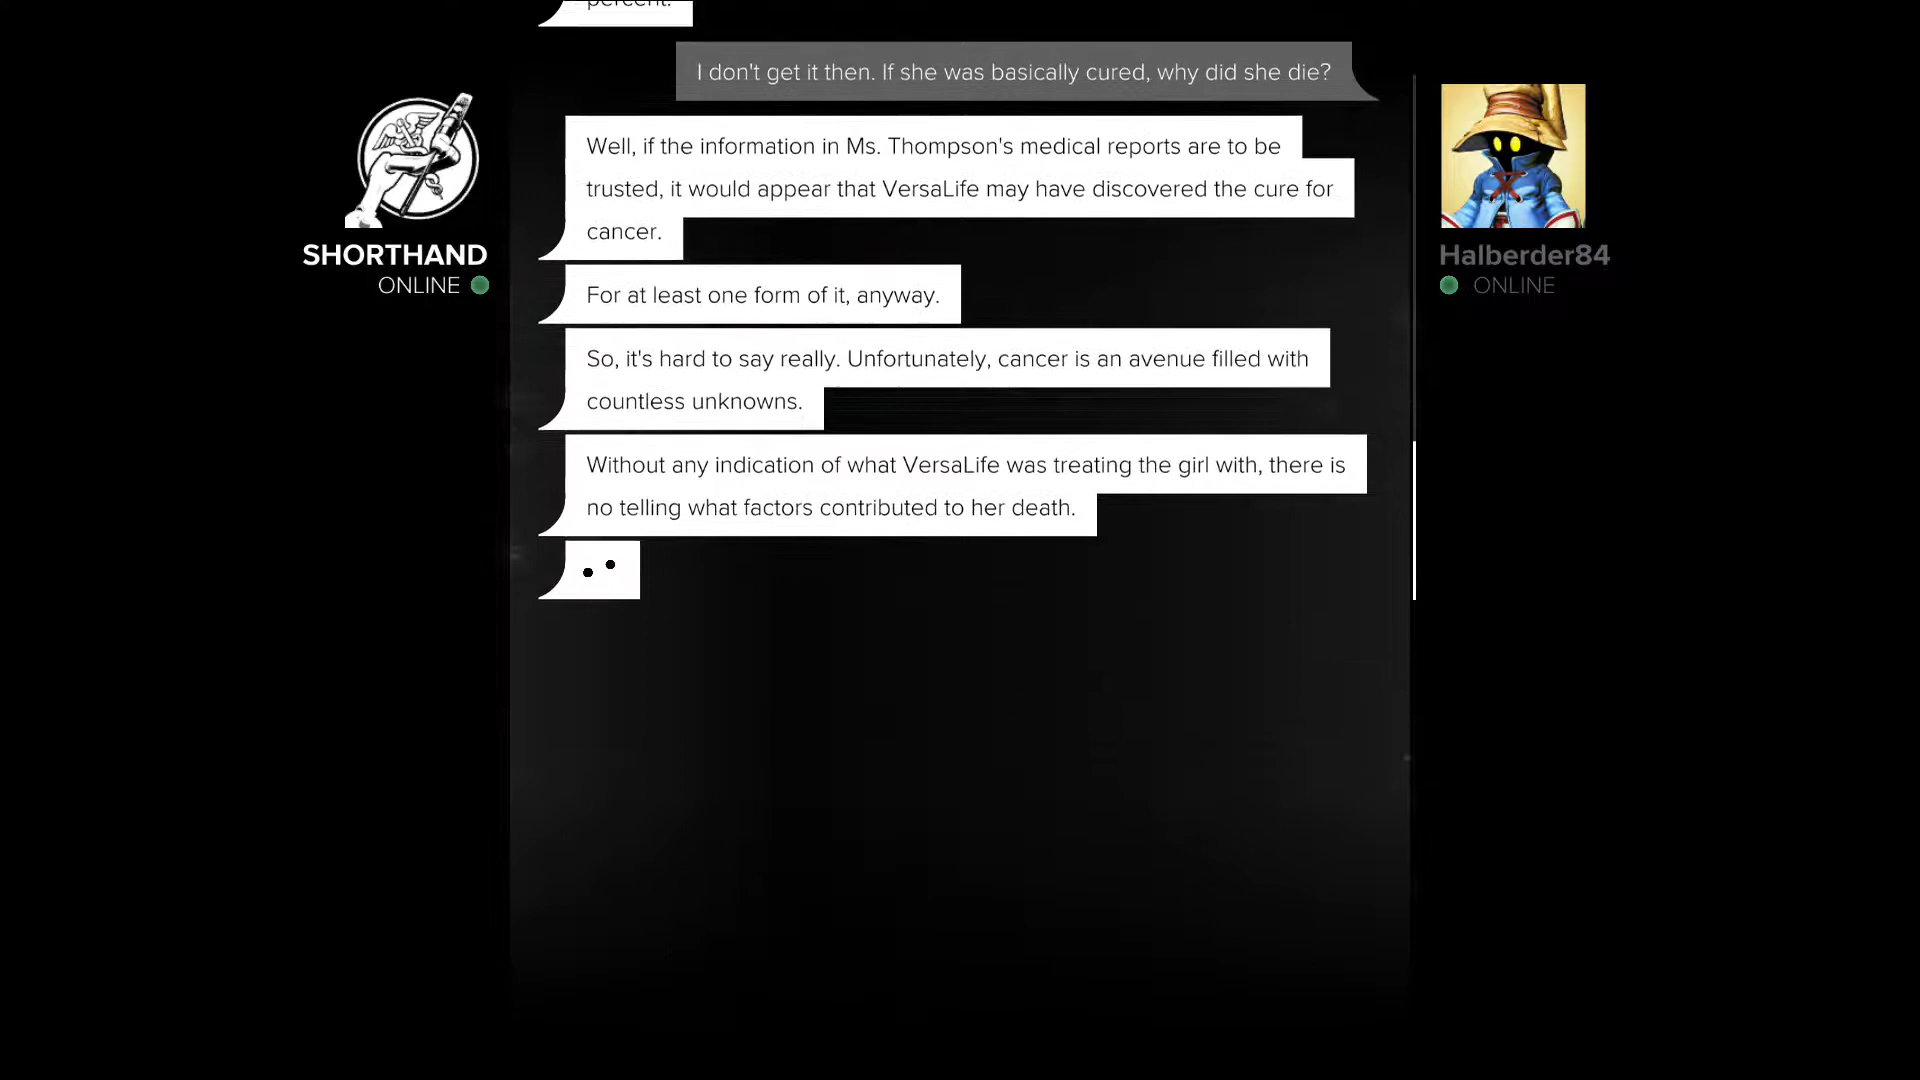 percent.
I don't get it then. If she was basically cured, why did she die?
Well, if the information in Ms. Thompson's medical reports are to be
trusted, it would appear that VersaLife may have discovered the cure for
cancer.
SHORTHAND
ONLINE
Halberder84
ONLINE
For at least one form of it, anyway.
So, it's hard to say really. Unfortunately, cancer is an avenue filled with
countless unknowns.
Without any indication of what VersaLife was treating the girl with, there is
no telling what factors contributed to her death.